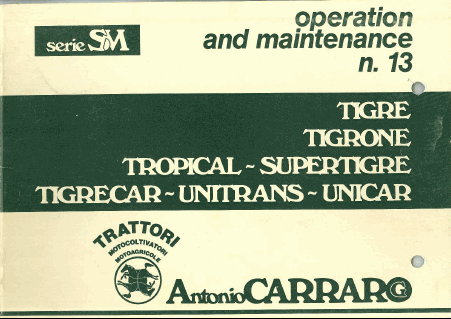 serie SM
operation
and maintenance
n. 13
TIGRE
TIGRONE
TROPICAL ~ SUPERTIGRE
TIGRECAR ~ UNITRANS ~ UNICAR
TRATTORI
MOTOCOLTIVATORI
MOTOAGRICOLE
Antonio CARRARO